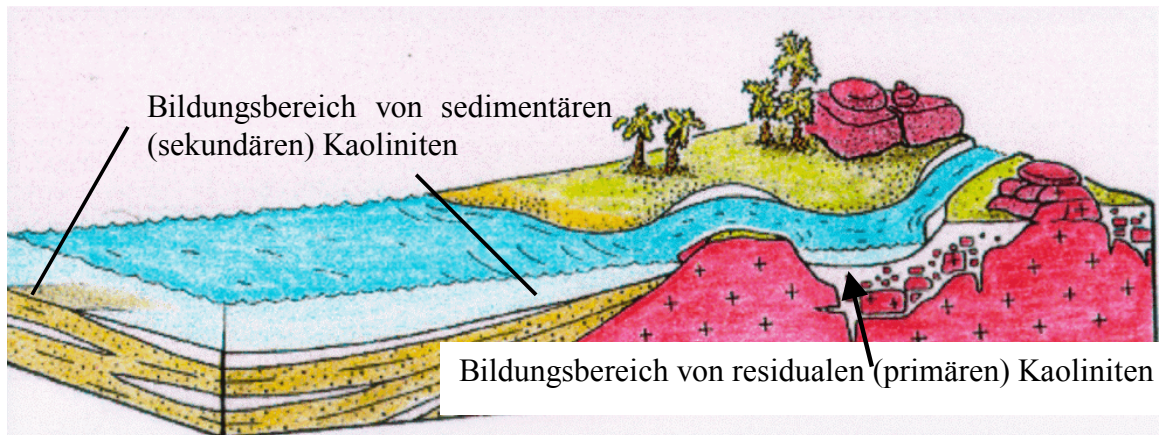 Bildungsbereich von sedimentären
(sekundären) Kaoliniten
Bildungsbereich von residualen (primären) Kaoliniten